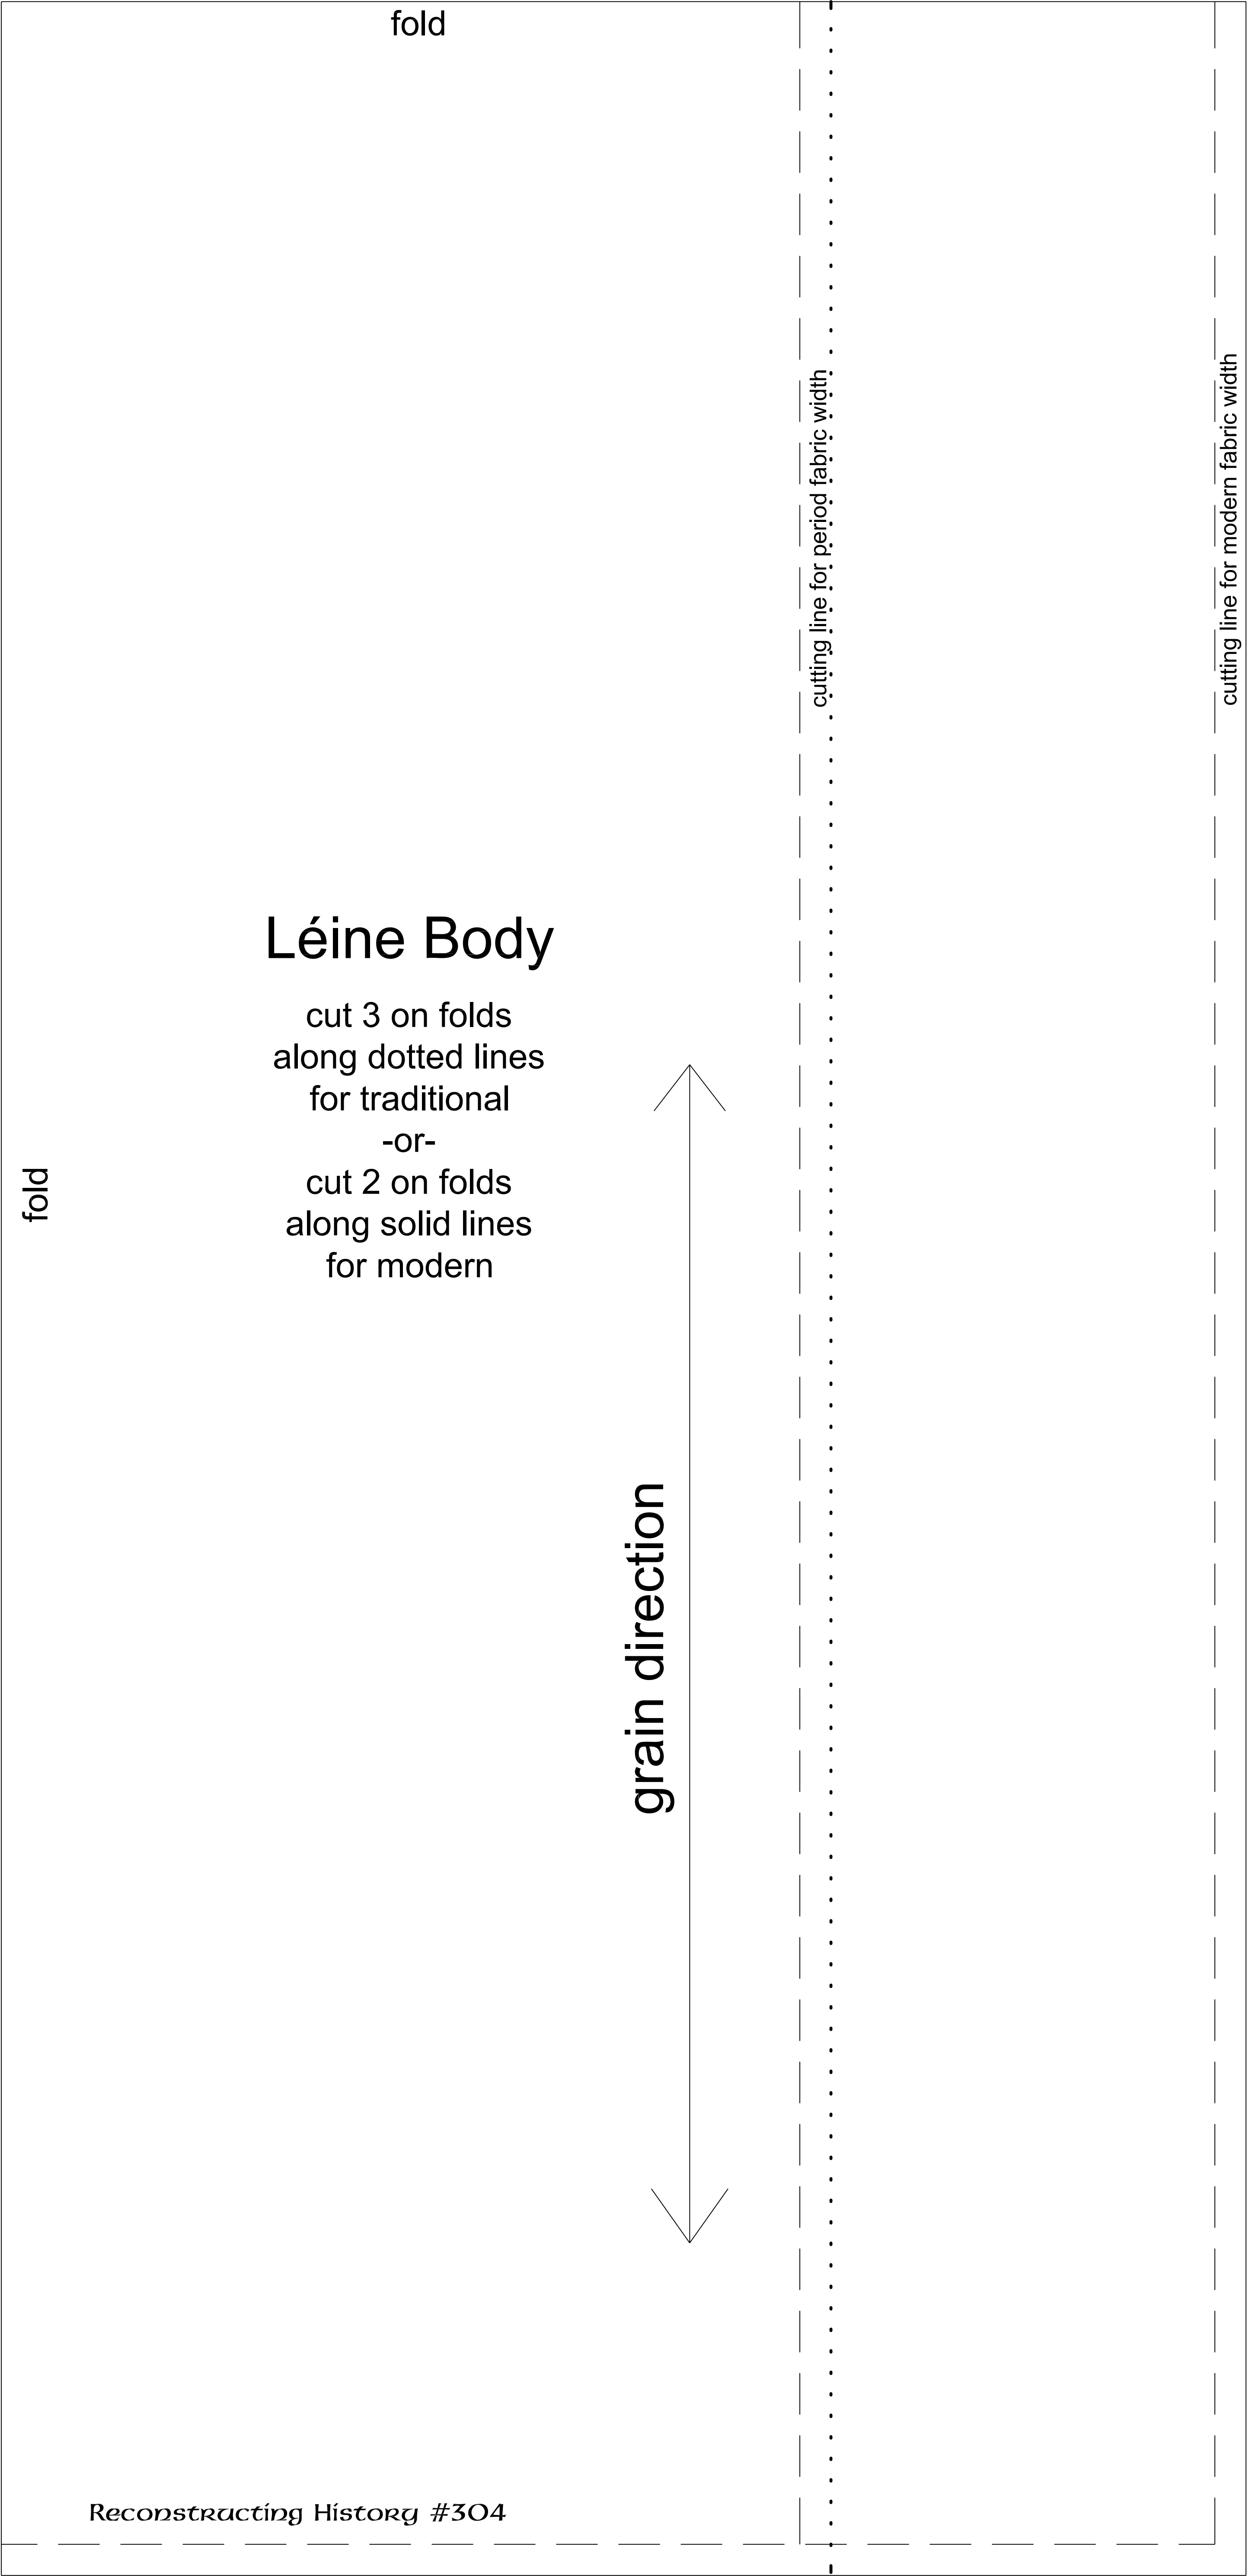 fold
cutting line for period fabric width
cutting line for modern fabric width
Léine Body
cut 3 on folds
along dotted lines
for traditional
-or-
cut 2 on folds
along solid lines
for modern
fold
grain direction
Reconstructing History #304